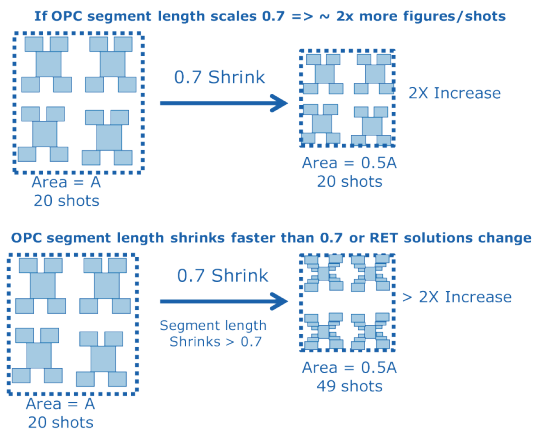 If OPC segment length scales 0.7 => ~ 2x more figures/shots
0.7 Shrink
2X Increase
Area = A
20 shots
Area = 0.5A
20 shots
OPC segment length shrinks faster than 0.7 or RET solutions change
0.7 Shrink
> 2X Increase
Segment length
Shrinks > 0.7
Area = A
20 shots
Area = 0.5A
49 shots